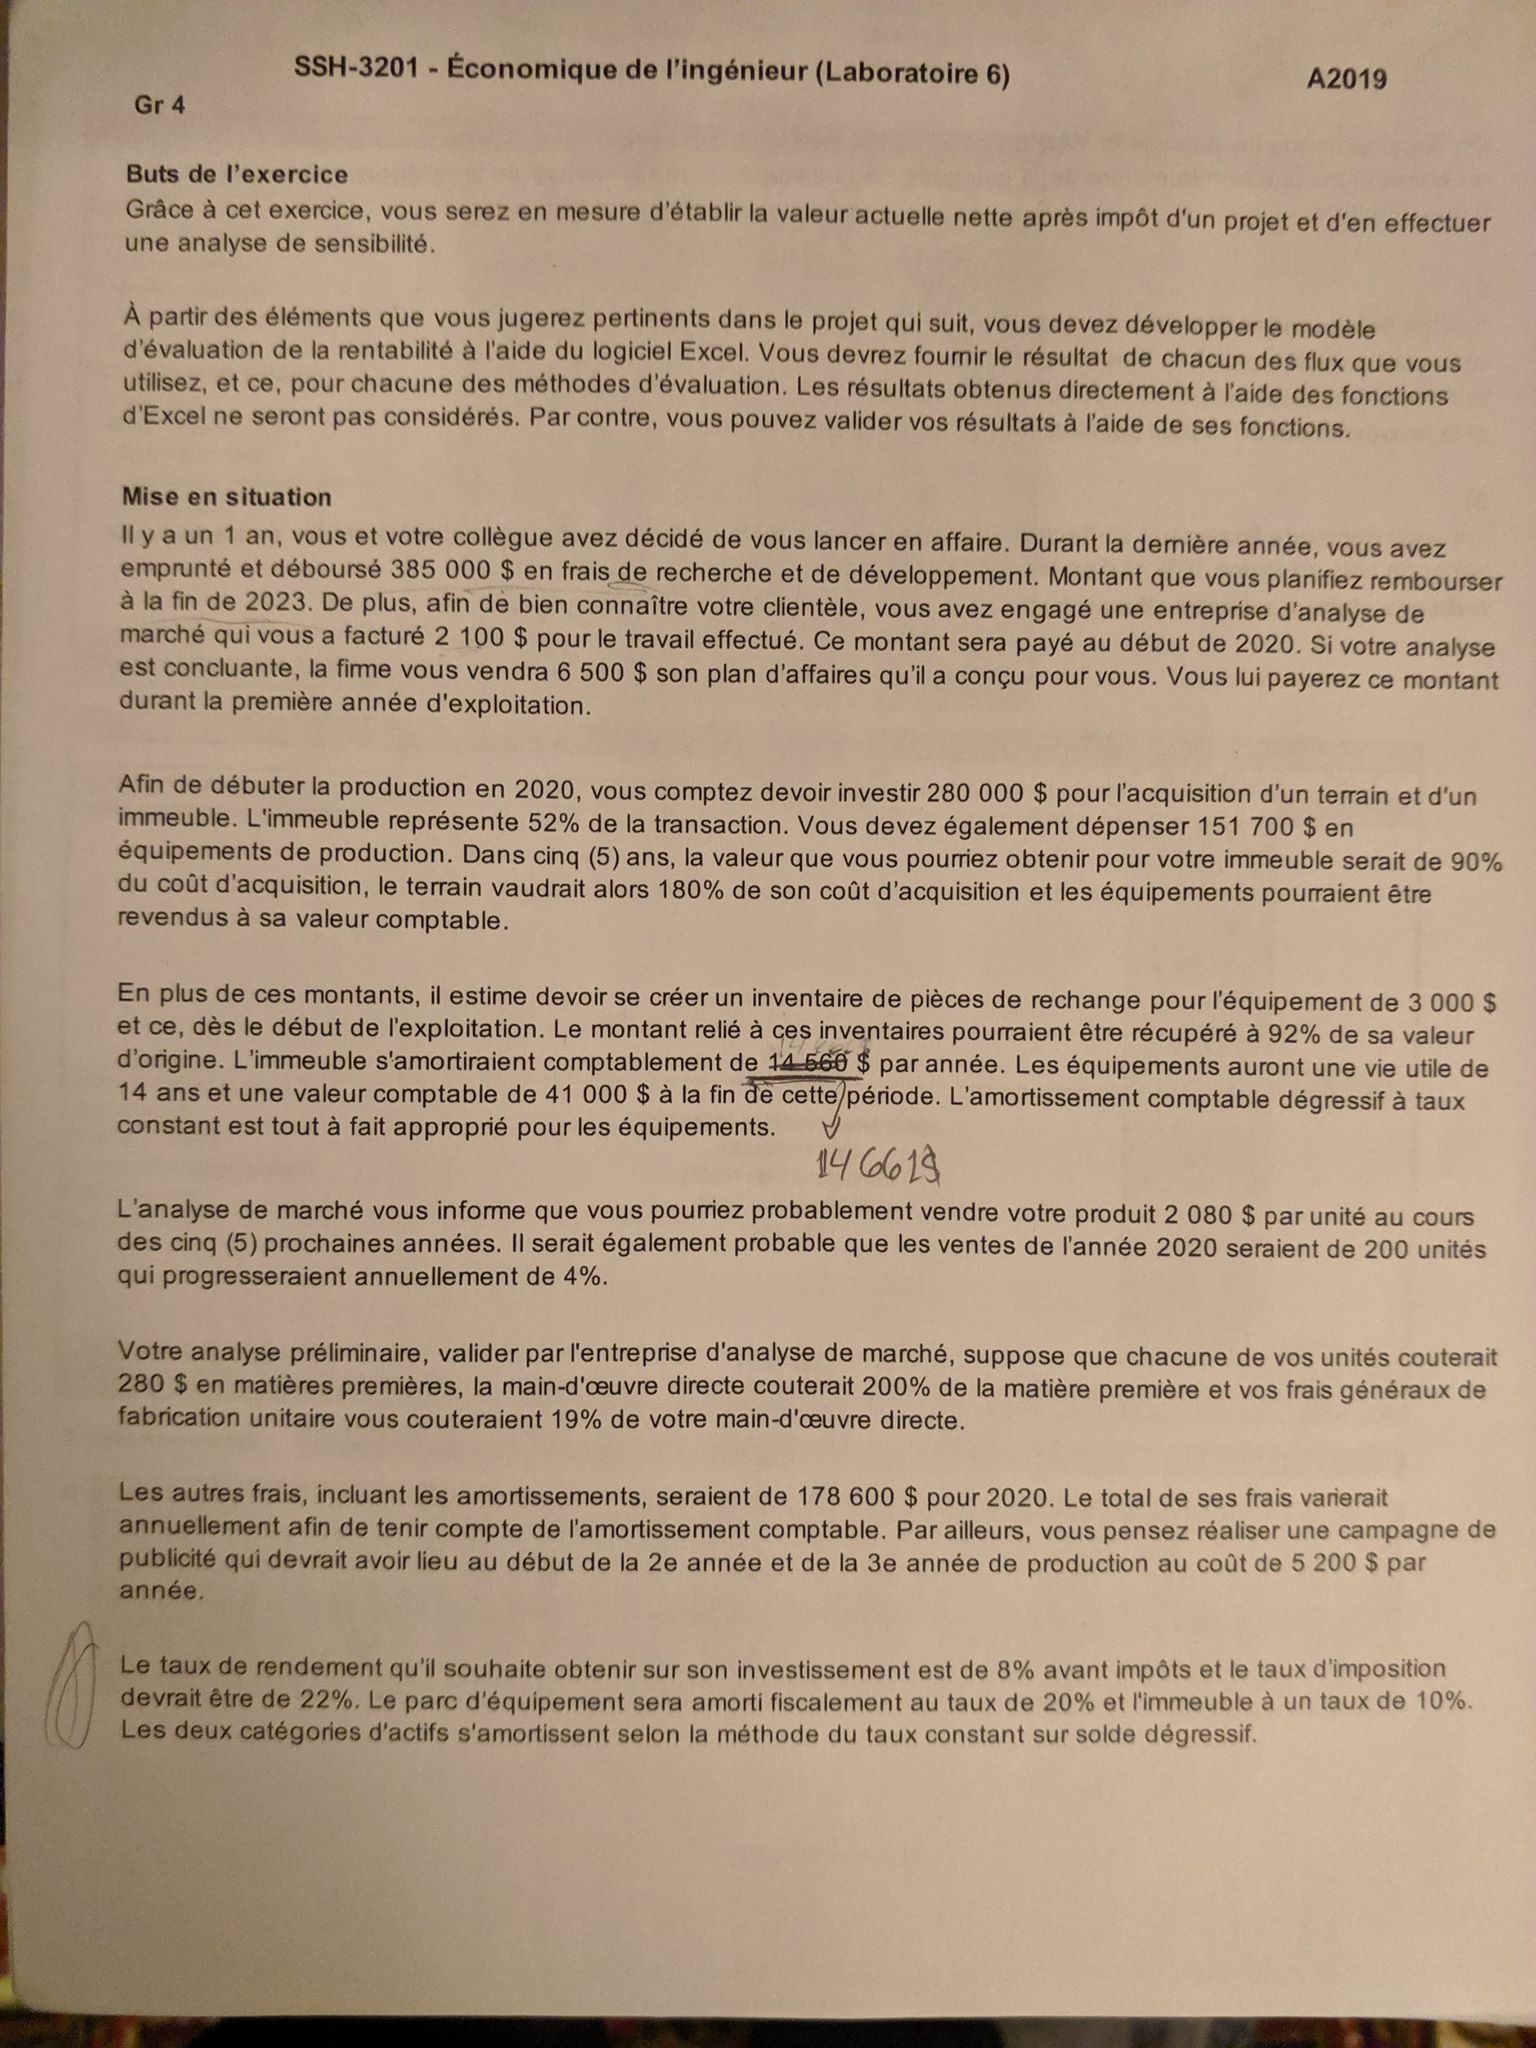 SSH-3201 - Économique de l'ingénieur (Laboratoire 6) A2019
Gr 4
Buts de l'exercice
Grâce à cet exercice, vous serez en mesure d'établir la valeur actuelle nette après impôt d'un projet et d'en effectuer
une analyse de sensibilité.
À partir des éléments que vous jugerez pertinents dans le projet qui suit, vous devez développer le modèle
d'évaluation de la rentabilité à l'aide du logiciel Excel. Vous devrez fournir le résultat de chacun des flux que vous
utilisez, et ce, pour chacune des méthodes d'évaluation. Les résultats obtenus directement à l'aide des fonctions
d'Excel ne seront pas considérés. Par contre, vous pouvez valider vos résultats à l'aide de ses fonctions.
Mise en situation
Il y a un 1 an, vous et votre collègue avez décidé de vous lancer en affaire. Durant la dernière année, vous avez
emprunté et déboursé 385 000 $ en frais de recherche et de développement. Montant que vous planifiez rembourser
à la fin de 2023. De plus, afin de bien connaître votre clientèle, vous avez engagé une entreprise d'analyse de
marché qui vous a facturé 2 100 $ pour le travail effectué. Ce montant sera payé au début de 2020. Si votre analyse
est concluante, la firme vous vendra 6 500 $ son plan d'affaires qu'il a conçu pour vous. Vous lui payerez ce montant
durant la première année d'exploitation.
Afin de débuter la production en 2020, vous comptez devoir investir 280 000 $ pour l'acquisition d'un terrain et d'un
immeuble. L'immeuble représente 52% de la transaction. Vous devez également dépenser 151 700 $ en
équipements de production. Dans cinq (5) ans, la valeur que vous pourriez obtenir pour votre immeuble serait de 90%
du coût d'acquisition, le terrain vaudrait alors 180% de son coût d'acquisition et les équipements pourraient être
revendus à sa valeur comptable.
En plus de ces montants, il estime devoir se créer un inventaire de pièces de rechange pour l'équipement de 3 000 $
et ce, dès le début de l'exploitation. Le montant relié à ces inventaires pourraient être récupéré à 92% de sa valeur
d'origine. L'immeuble s'amortiraient comptablement de 14 560 $ par année. Les équipements auront une vie utile de
14 ans et une valeur comptable de 41 000 $ à la fin de cette période. L'amortissement comptable dégressif à taux
constant est tout à fait approprié pour les équipements.
14 661$
L'analyse de marché vous informe que vous pourriez probablement vendre votre produit 2 080 $ par unité au cours
des cinq (5) prochaines années. Il serait également probable que les ventes de l'année 2020 seraient de 200 unités
qui progresseraient annuellement de 4%.
Votre analyse préliminaire, valider par l'entreprise d'analyse de marché, suppose que chacune de vos unités couterait
280 $ en matières premières, la main-d'œuvre directe couterait 200% de la matière première et vos frais généraux de
fabrication unitaire vous couteraient 19% de votre main-d'œuvre directe.
Les autres frais, incluant les amortissements, seraient de 178 600 $ pour 2020. Le total de ses frais varierait
annuellement afin de tenir compte de l'amortissement comptable. Par ailleurs, vous pensez réaliser une campagne de
publicité qui devrait avoir lieu au début de la 2e année et de la 3e année de production au coût de 5 200 $ par
année.
Le taux de rendement qu'il souhaite obtenir sur son investissement est de 8% avant impôts et le taux d'imposition
devrait être de 22%. Le parc d'équipement sera amorti fiscalement au taux de 20% et l'immeuble à un taux de 10%.
Les deux catégories d'actifs s'amortissent selon la méthode du taux constant sur solde dégressif.